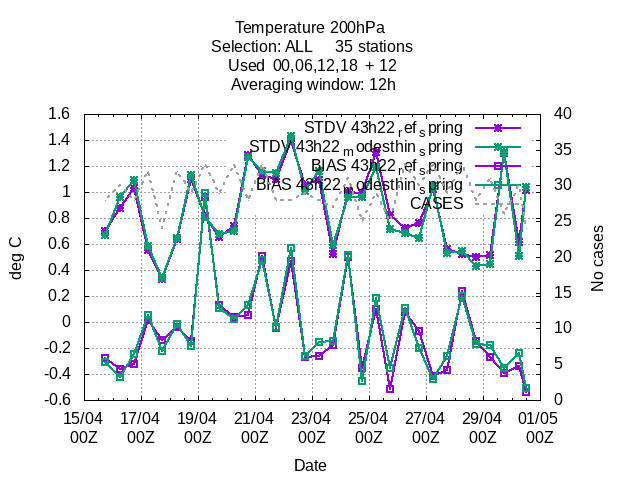 Temperature 200hPa
Selection: ALL 35 stations
Used 00,06,12,18 + 12
Averaging window: 12h
1.6
1.4
1.2
1
0.8
0.6
0.4
0.2
0
-0.2
-0.4
-0.6
40
35
30
25
20
15
10
5
0
deg C
No cases
STDV 43h22_ref_spring
STDV 43h22_modesthin_spring
BIAS 43h22_ref_spring
BIAS 43h22_modesthin_spring
CASES
15/04 17/04 19/04 21/04 23/04 25/04 27/04 29/04 01/05
00Z 00Z 00Z 00Z 00Z 00Z 00Z 00Z 00Z
Date